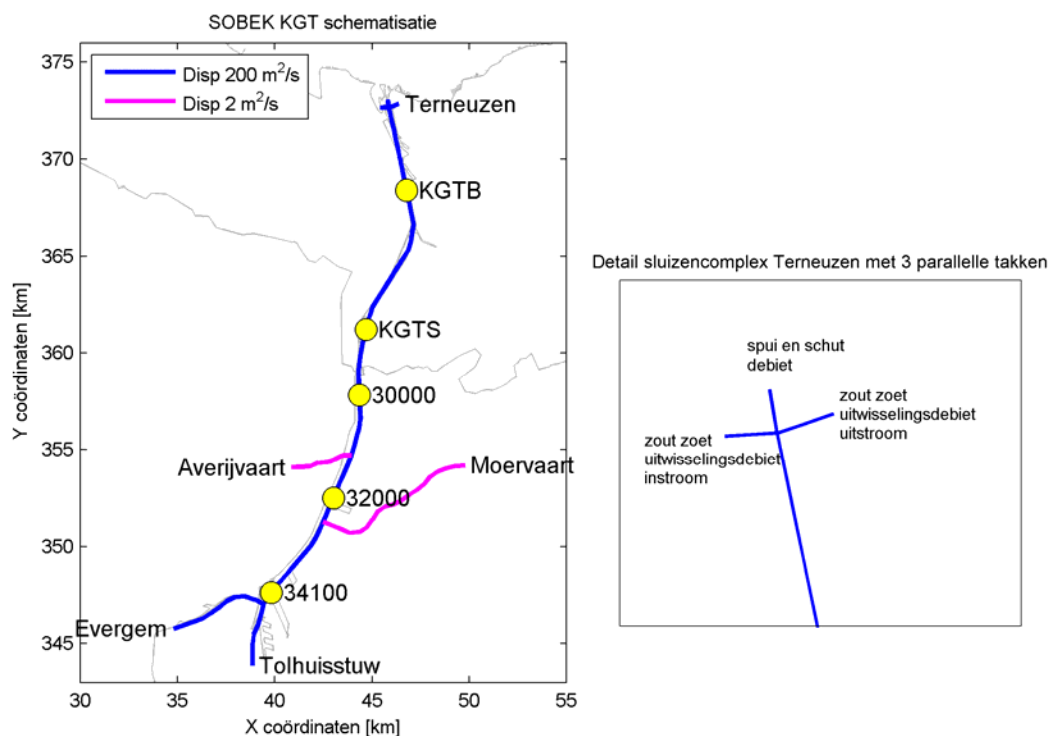 SOBEK KGT schematisatie
Disp 200 m²/s
Disp 2 m²/s
Terneuzen
KGTB
KGTS
30000
Averijvaart
Moervaart
32000
34100
Evergem
Tolhuisstuw
375
370
365
360
355
350
345
30
35
40
45
50
55
Y coördinaten [km]
X coördinaten [km]
Detail sluizencomplex Terneuzen met 3 parallelle takken
spui en schut
debiet
zout zoet
uitwisselingsdebiet
uitstroom
zout zoet
uitwisselingsdebiet
instroom